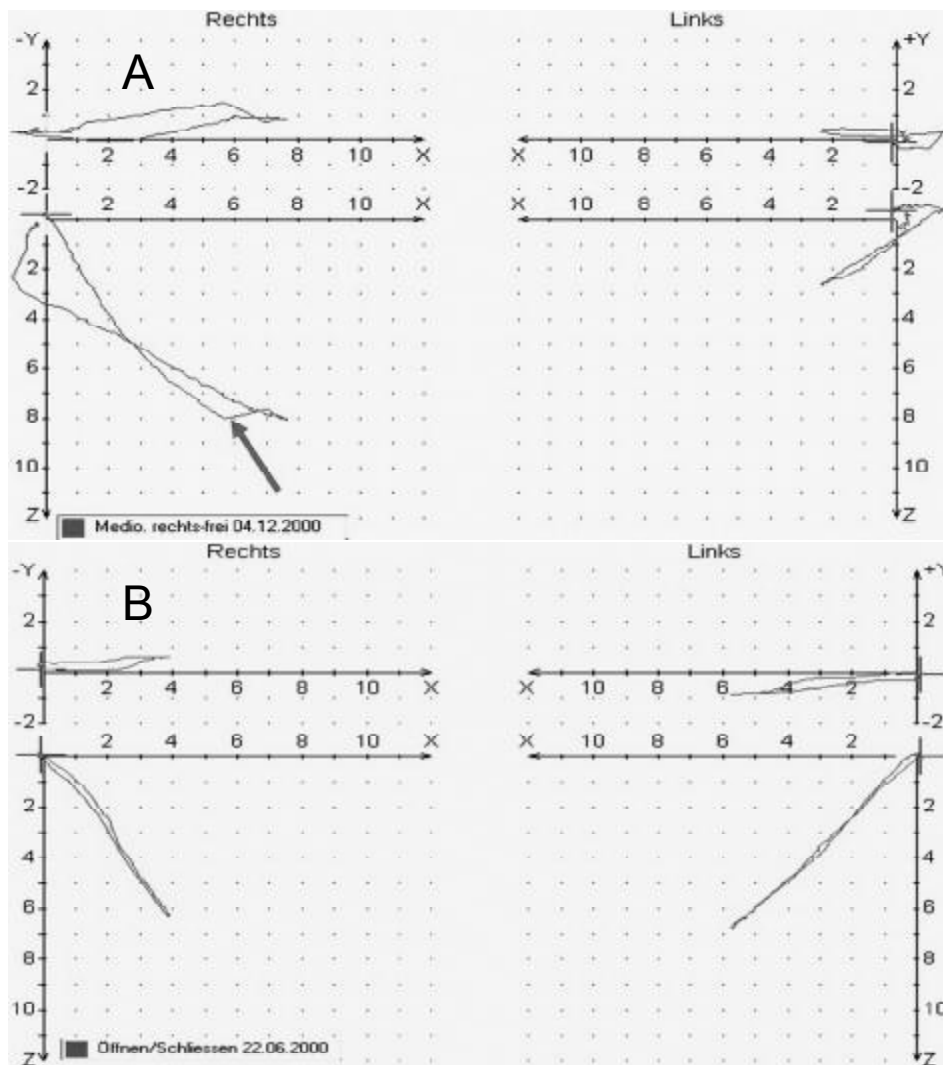 Rechts Links
-Y +Y
A
2 2
2 4 6 8 10 X X 10 8 6 4 2
-2 -2
2 4 6 8 10 X X 10 8 6 4 2
2 2
4 4
6 6
8 8
10 10
Z Z
Medio. rechts-frei 04.12.2000
Rechts Links
-Y +Y
B
2 2
2 4 6 8 10 X X 10 8 6 4 2
-2 -2
2 4 6 8 10 X X 10 8 6 4 2
2 2
4 4
6 6
8 8
10 10
Z Z
Öffnen/Schliessen 22.06.2000